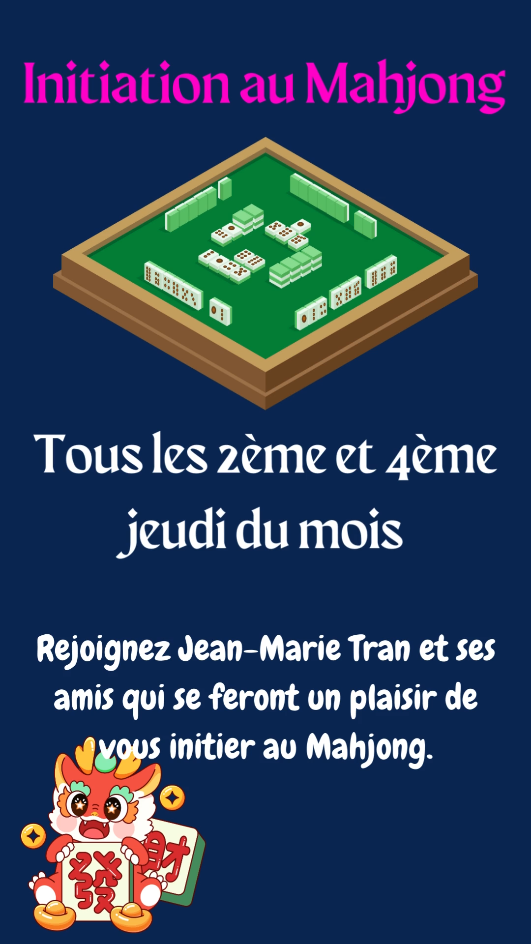 Initiation au Mahjong
Tous les 2ème et 4ème
jeudi du mois
Rejoignez Jean-Marie Tran et ses
amis qui se feront un plaisir de
vous initier au Mahjong.
發
財